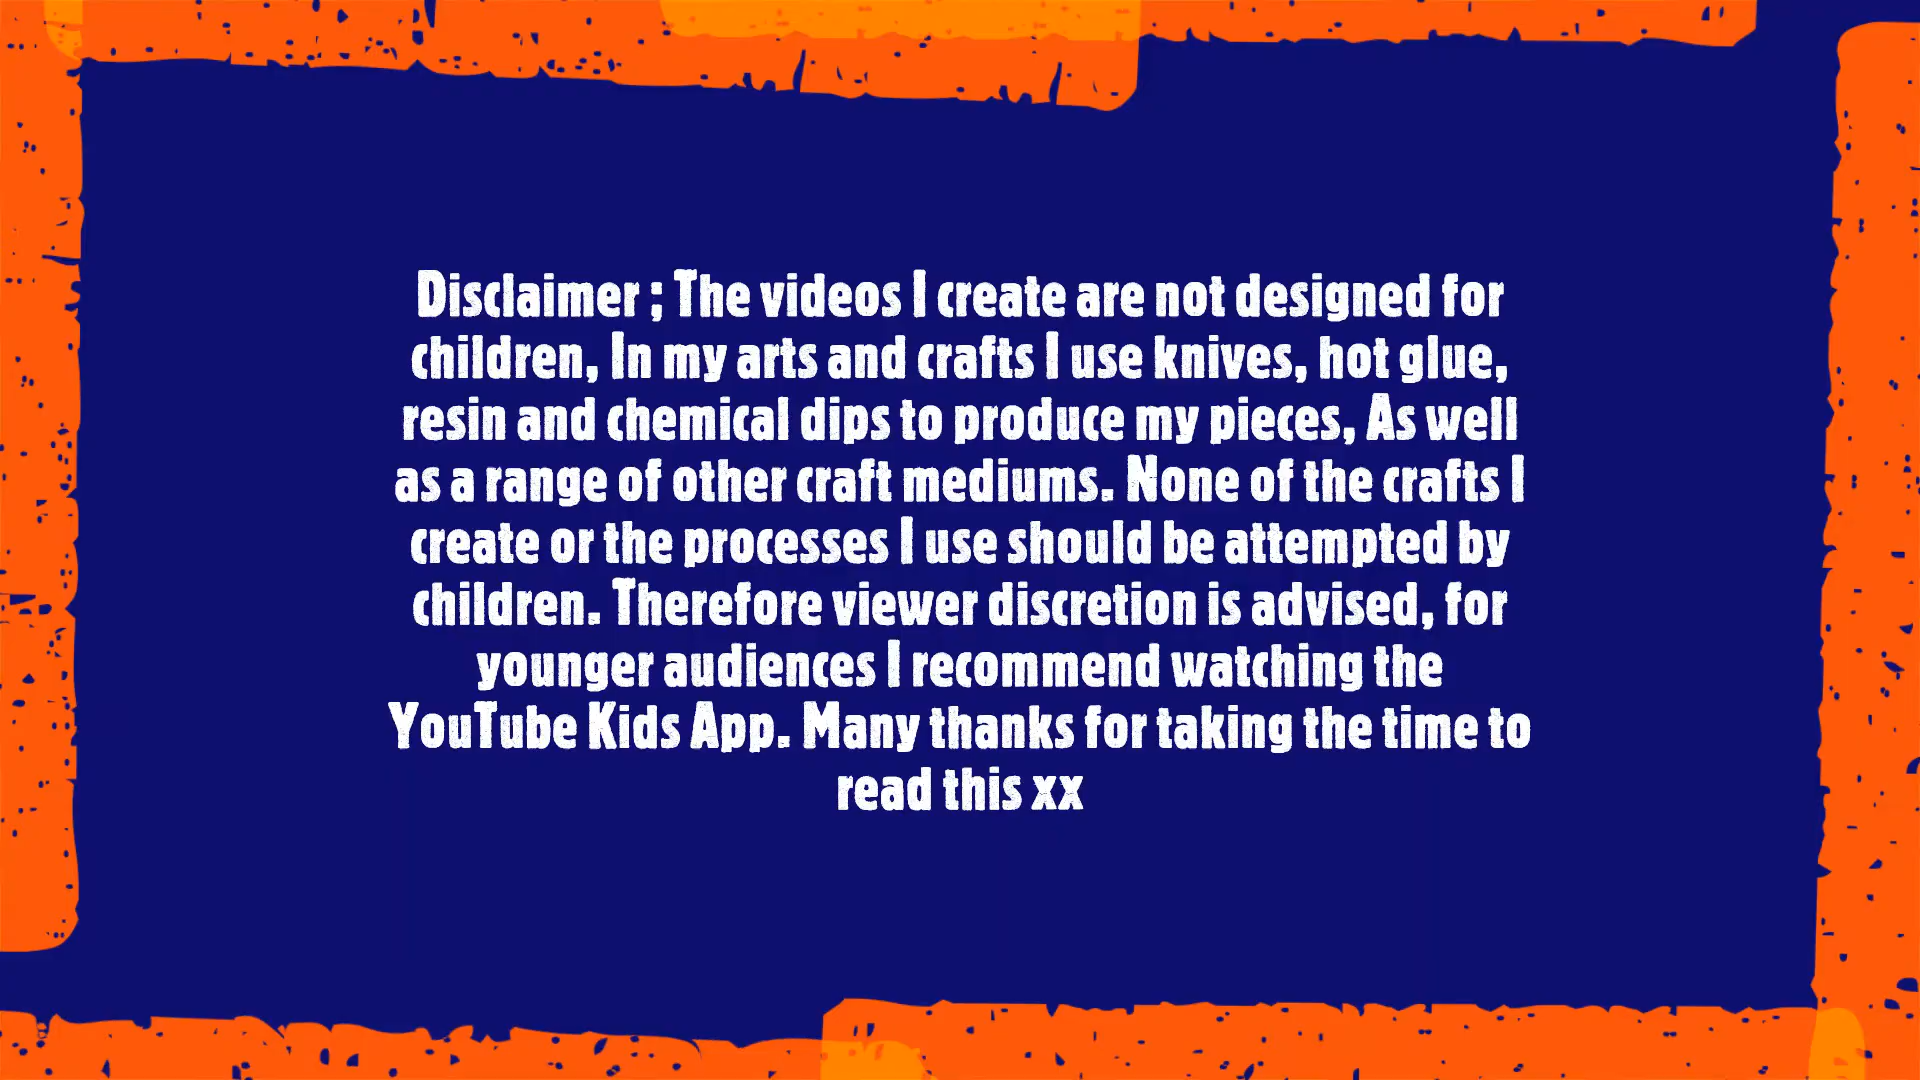 Disclaimer ; The videos I create are not designed for
children, In my arts and crafts I use knives, hot glue,
resin and chemical dips to produce my pieces, As well
as a range of other craft mediums. None of the crafts I
create or the processes I use should be attempted by
children. Therefore viewer discretion is advised, for
younger audiences I recommend watching the
YouTube Kids App. Many thanks for taking the time to
read this xx